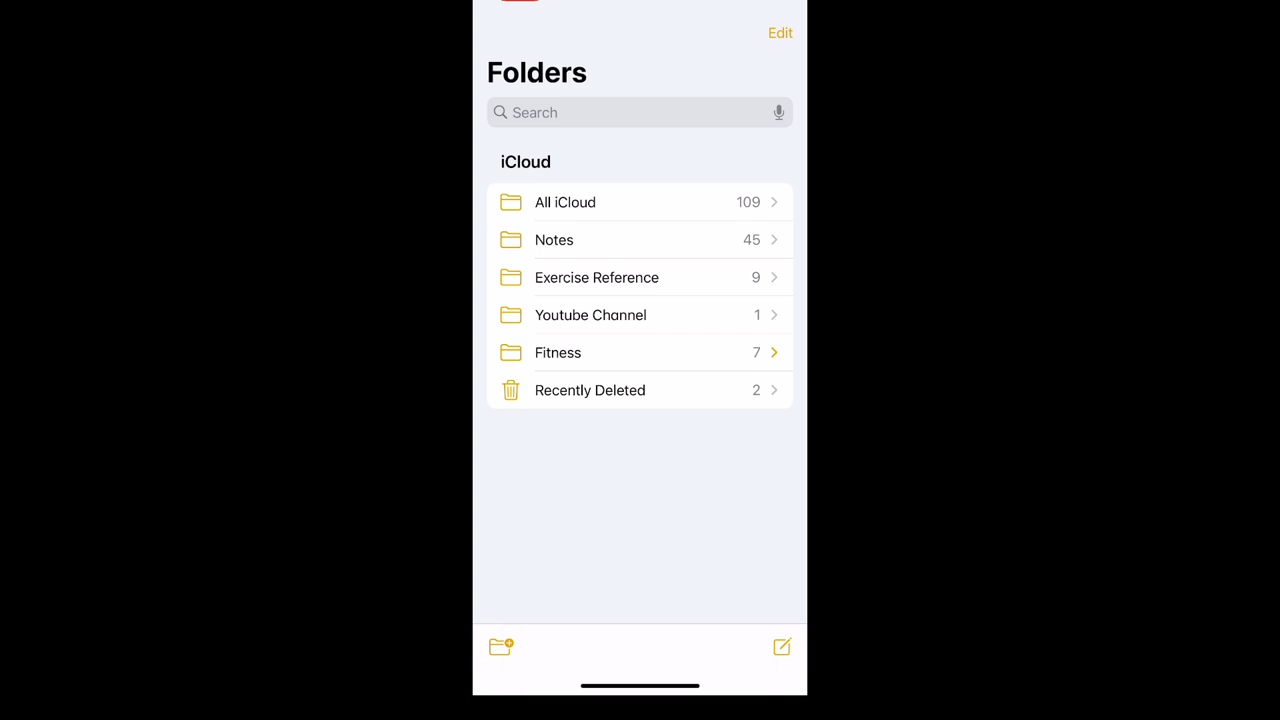 Edit
Folders
Search
iCloud
All iCloud 109
Notes 45
Exercise Reference 9
Youtube Channel 1
Fitness 7
Recently Deleted 2